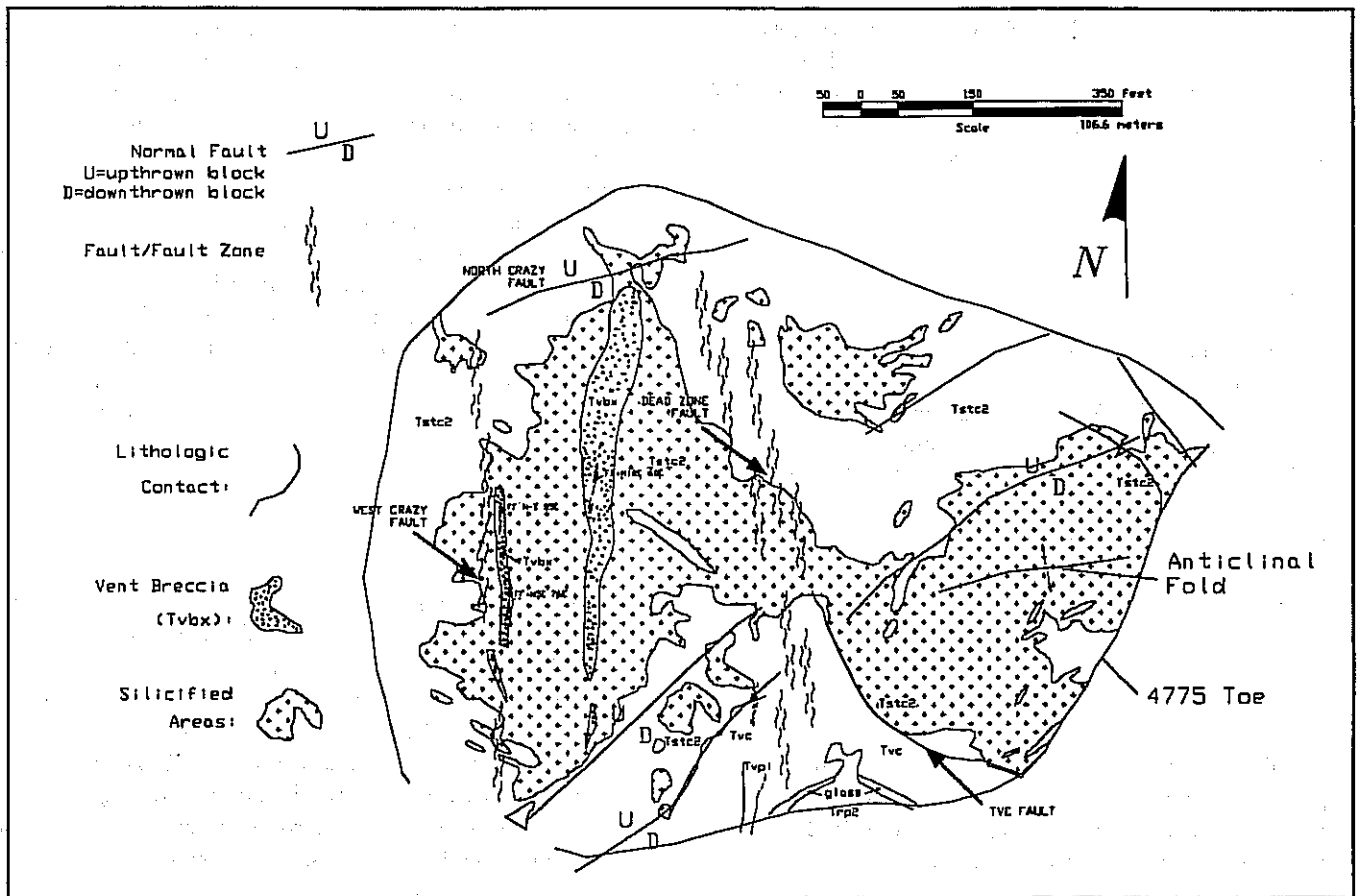 50 0 50 150 350 Feet
Scale 106.6 meters
U
Normal Fault
D
U=upthrown block
D=downthrown block
Fault/Fault Zone
N
NORTH CRAZY
FAULT
U
D
Tstc2
Tvbx
DEAD ZONE
FAULT
Tstc2
Tstc2
Lithologic
Contact:
WEST CRAZY
FAULT
U
D
Tstc2
Tvbx
Anticlinal
Fold
Vent Breccia
(Tvbx):
Silicified
Areas:
4775 Toe
Tstc2
D
Tstc2
Tvc
Tvc
Tvp1
glass
Trp2
TVC FAULT
U
D